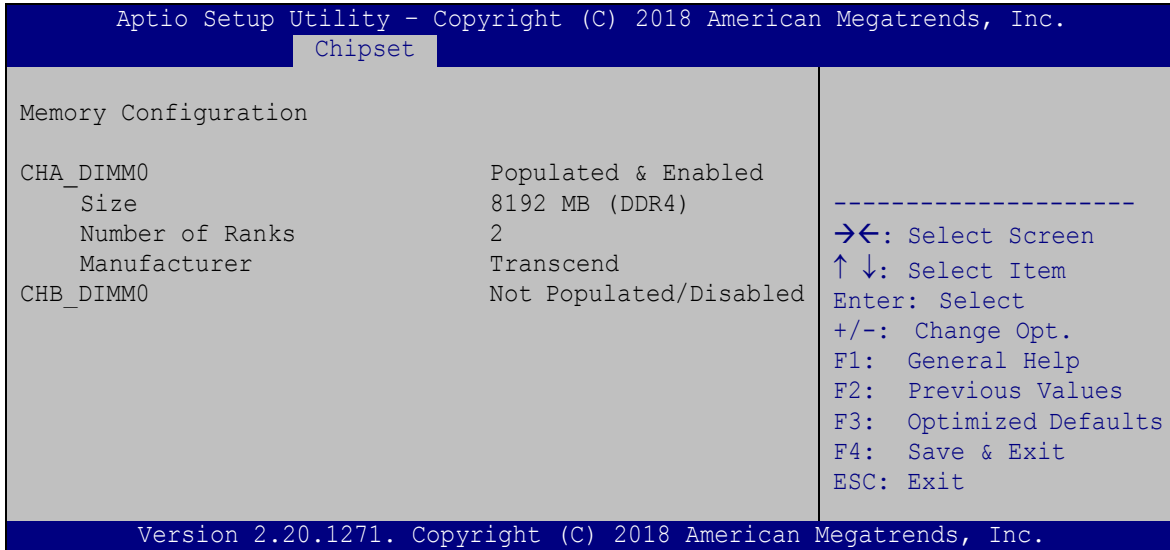 Aptio Setup Utility – Copyright (C) 2018 American Megatrends, Inc.
Chipset
Memory Configuration
CHA_DIMM0 Populated & Enabled
Size 8192 MB (DDR4)
Number of Ranks 2
Manufacturer Transcend
CHB_DIMM0 Not Populated/Disabled
---------------------
→←: Select Screen
↑ ↓: Select Item
Enter: Select
+/-: Change Opt.
F1: General Help
F2: Previous Values
F3: Optimized Defaults
F4: Save & Exit
ESC: Exit
Version 2.20.1271. Copyright (C) 2018 American Megatrends, Inc.